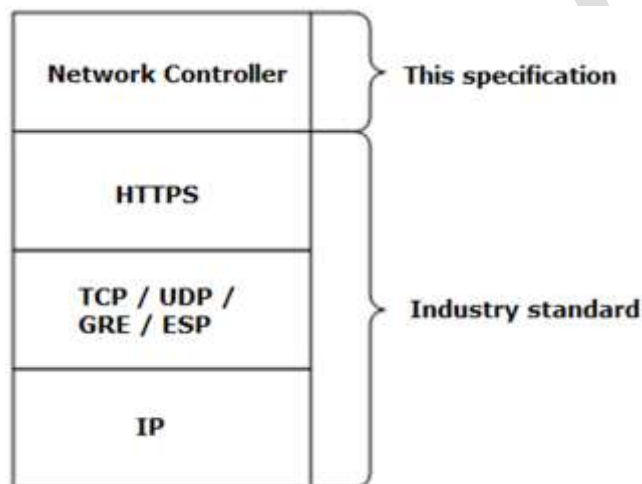 Network Controller
This specification
HTTPS
TCP / UDP /
GRE / ESP
Industry standard
IP